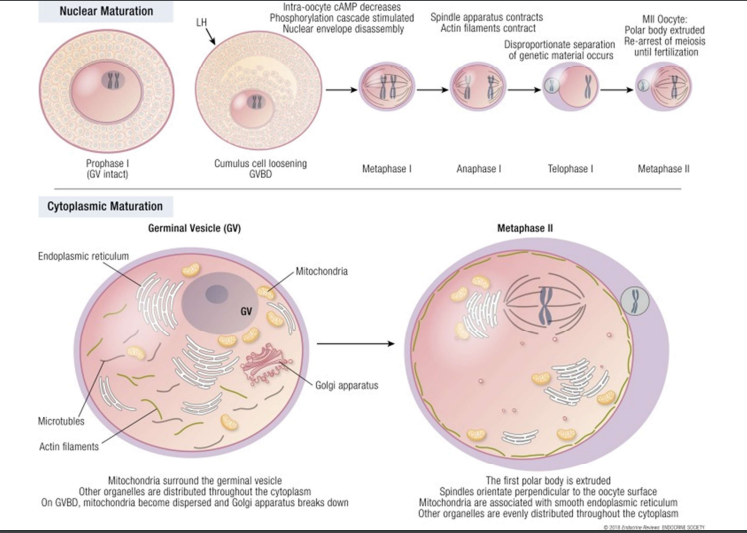 Nuclear Maturation
LH
Intra-oocyte cAMP decreases
Phosphorylation cascade stimulated
Nuclear envelope disassembly
Spindle apparatus contracts
Actin filaments contract
Disproportionate separation
of genetic material occurs
MII Oocyte:
Polar body extruded
Re-arrest of meiosis
until fertilization
Prophase I
(GV intact)
Cumulus cell loosening
GVBD
Metaphase I
Anaphase I
Telophase I
Metaphase II
Cytoplasmic Maturation
Germinal Vesicle (GV)
Metaphase II
Endoplasmic reticulum
Mitochondria
GV
Golgi apparatus
Microtubles
Actin filaments
Mitochondria surround the germinal vesicle
Other organelles are distributed throughout the cytoplasm
On GVBD, mitochondria become dispersed and Golgi apparatus breaks down
The first polar body is extruded
Spindles orientate perpendicular to the oocyte surface
Mitochondria are associated with smooth endoplasmic reticulum
Other organelles are evenly distributed throughout the cytoplasm
© 2018 Endocrine Reviews ENDOCRINE SOCIETY